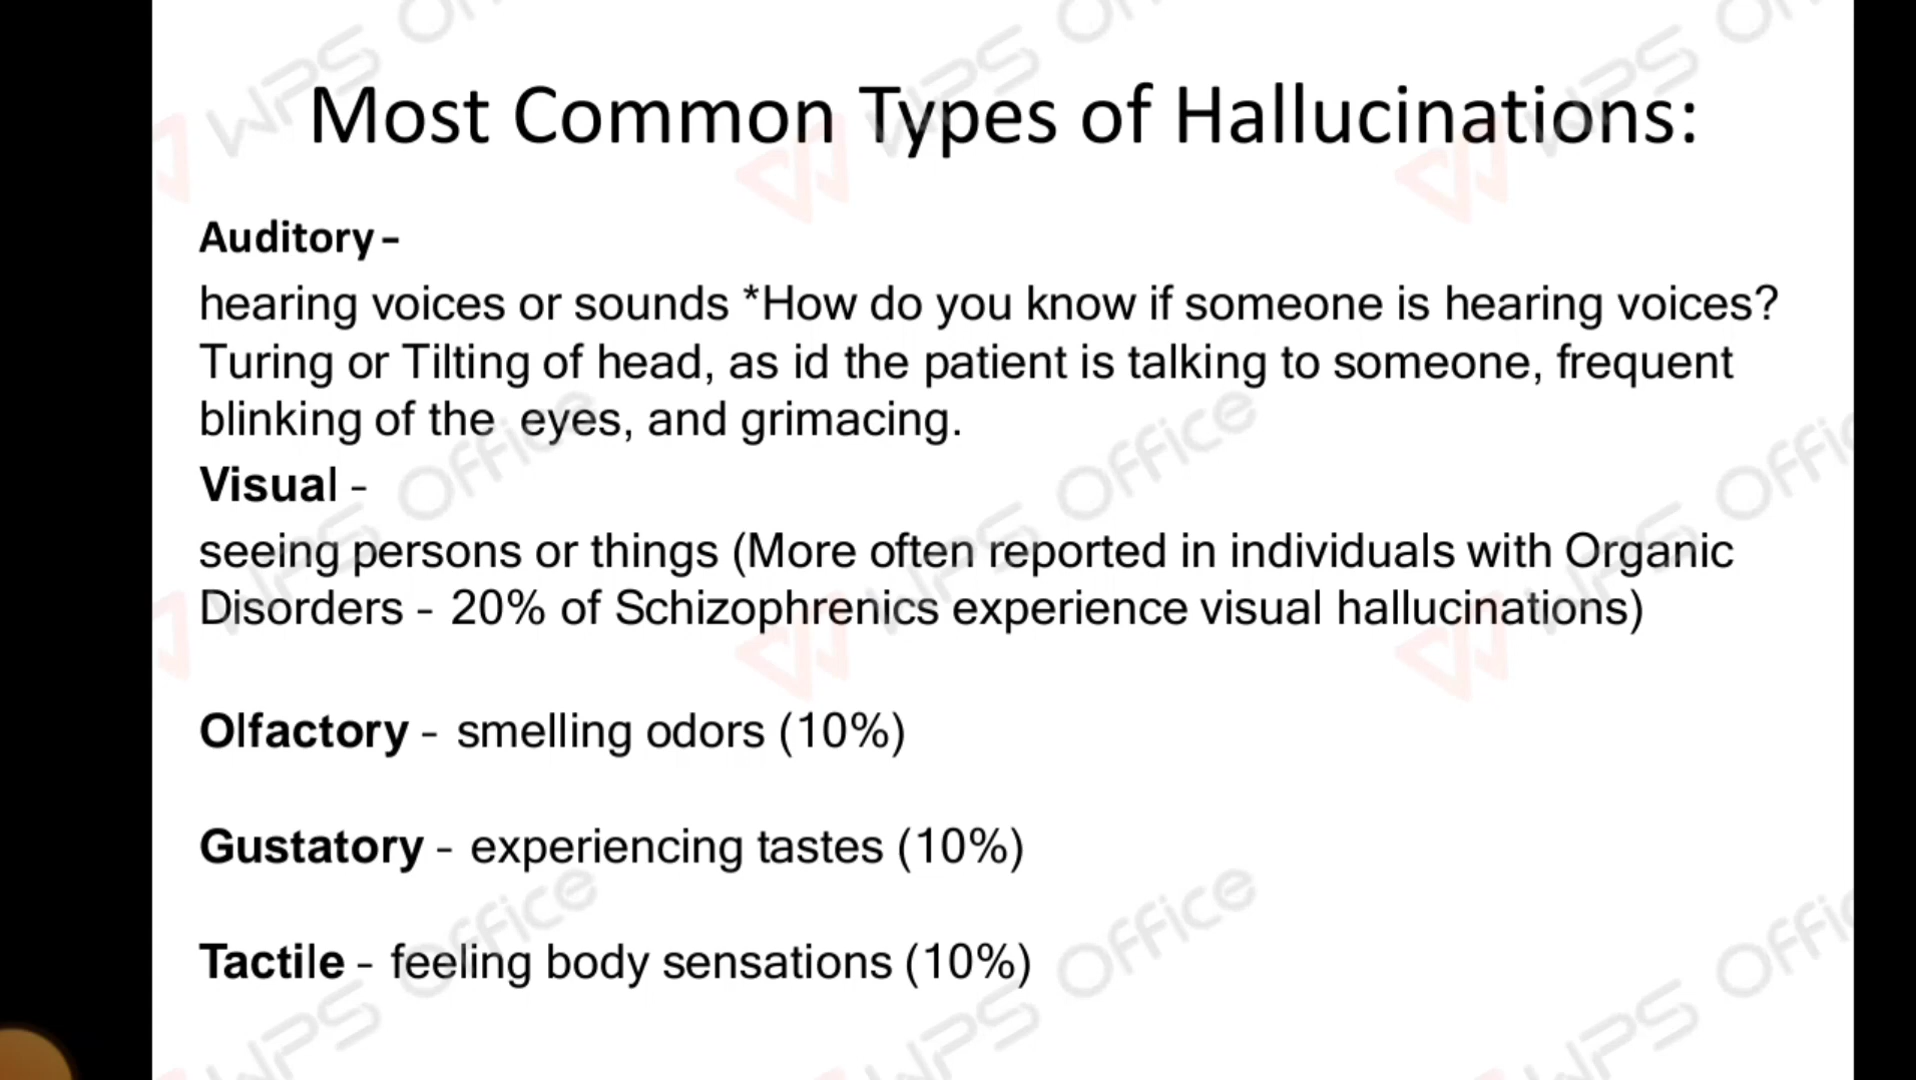 Most Common Types of Hallucinations:
Auditory –
hearing voices or sounds *How do you know if someone is hearing voices?
Turing or Tilting of head, as id the patient is talking to someone, frequent
blinking of the eyes, and grimacing.
Visual –
seeing persons or things (More often reported in individuals with Organic
Disorders – 20% of Schizophrenics experience visual hallucinations)
Olfactory – smelling odors (10%)
Gustatory – experiencing tastes (10%)
Tactile – feeling body sensations (10%)
WPS Office